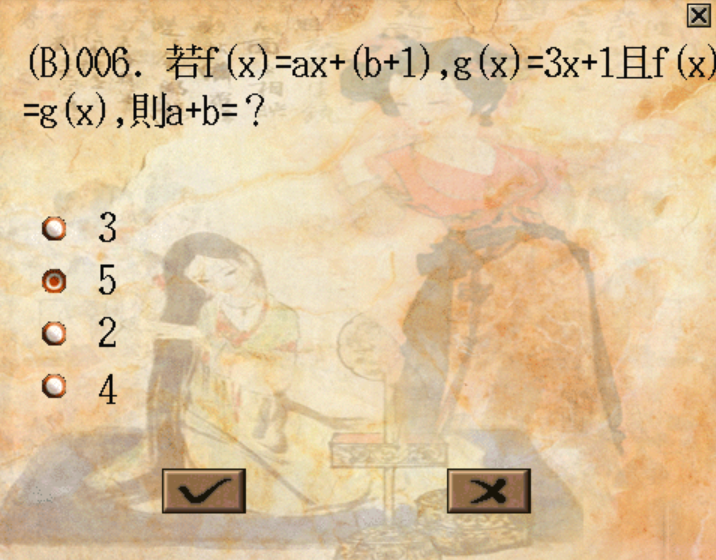 (B)006. 若f(x)=ax+(b+1),g(x)=3x+1且f(x)
=g(x),則a+b=？
3
5
2
4